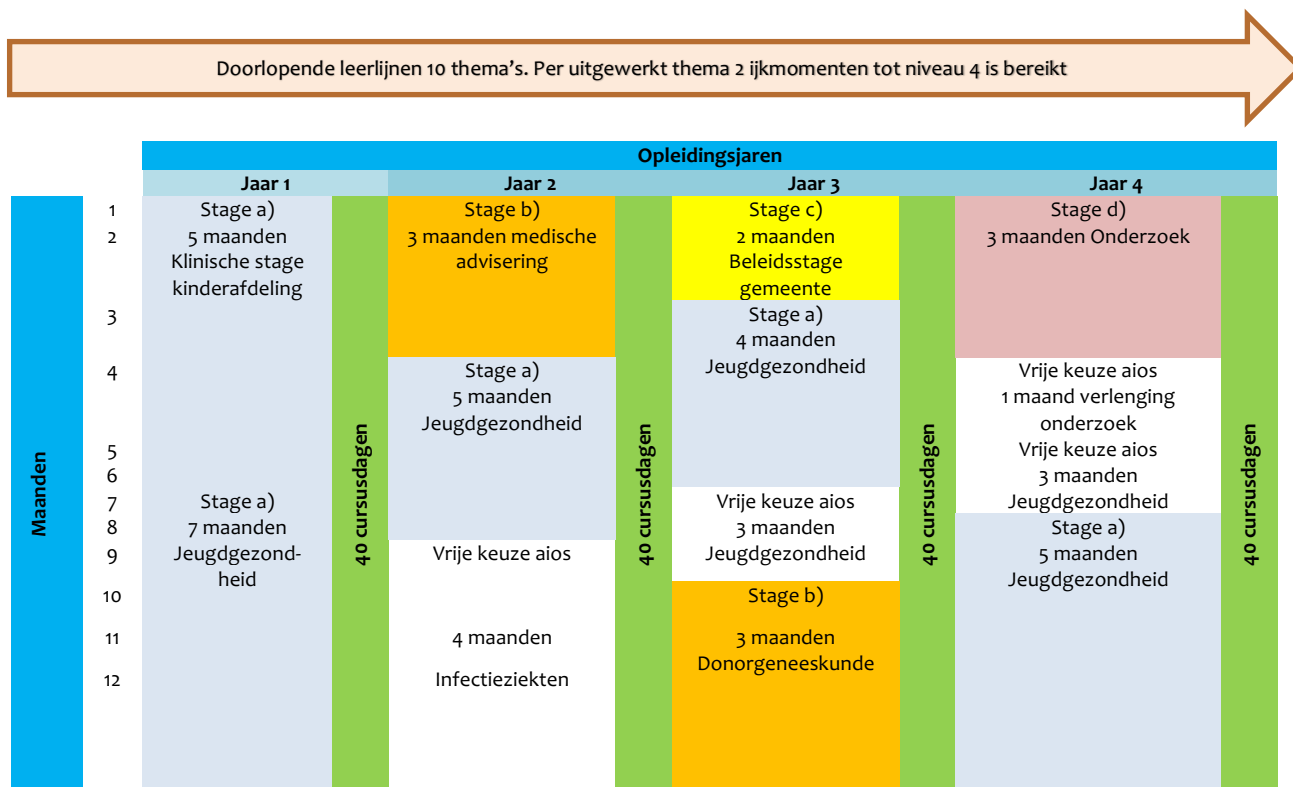 Doorlopende leerlijnen 10 thema's. Per uitgewerkt thema 2 ijkmomenten tot niveau 4 is bereikt
Opleidingsjaren
Jaar 1
Jaar 2
Jaar 3
Jaar 4
Maanden
1
2
3
4
5
6
7
8
9
10
11
12
Stage a)
5 maanden
Klinische stage
kinderafdeling
Stage a)
7 maanden
Jeugdgezond-
heid
40 cursusdagen
Stage b)
3 maanden medische
advisering
Stage a)
5 maanden
Jeugdgezondheid
Vrije keuze aios
4 maanden
Infectieziekten
40 cursusdagen
Stage c)
2 maanden
Beleidsstage
gemeente
Stage a)
4 maanden
Jeugdgezondheid
Vrije keuze aios
3 maanden
Jeugdgezondheid
Stage b)
3 maanden
Donorgeneeskunde
40 cursusdagen
Stage d)
3 maanden Onderzoek
Vrije keuze aios
1 maand verlenging
onderzoek
Vrije keuze aios
3 maanden
Jeugdgezondheid
Stage a)
5 maanden
Jeugdgezondheid
40 cursusdagen